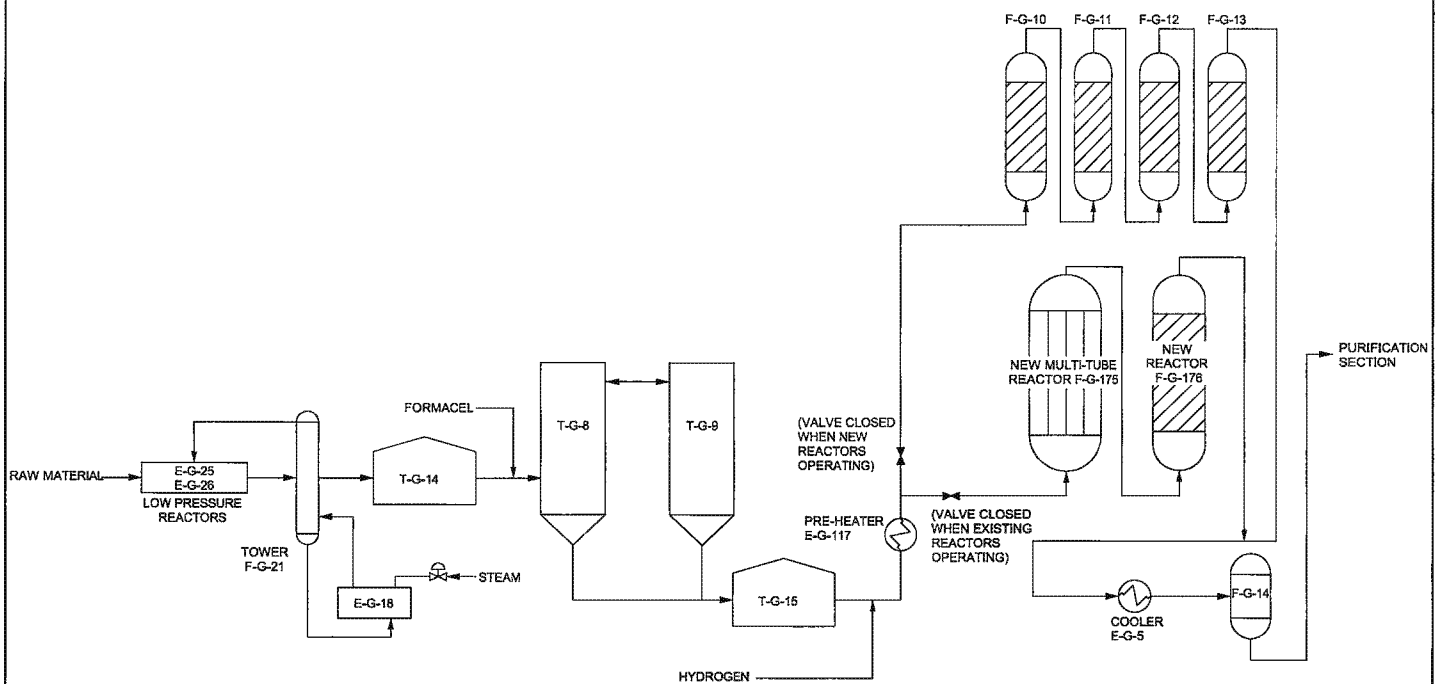 F-G-10
F-G-11
F-G-12
F-G-13
NEW MULTI-TUBE
REACTOR F-G-175
NEW
REACTOR
F-G-176
PURIFICATION
SECTION
FORMACEL
T-G-8
T-G-9
(VALVE CLOSED
WHEN NEW
REACTORS
OPERATING)
RAW MATERIAL
E-G-25
E-G-26
LOW PRESSURE
REACTORS
T-G-14
PRE-HEATER
E-G-117
(VALVE CLOSED
WHEN EXISTING
REACTORS
OPERATING)
TOWER
F-G-21
STEAM
E-G-18
T-G-15
F-G-14
COOLER
E-G-5
HYDROGEN